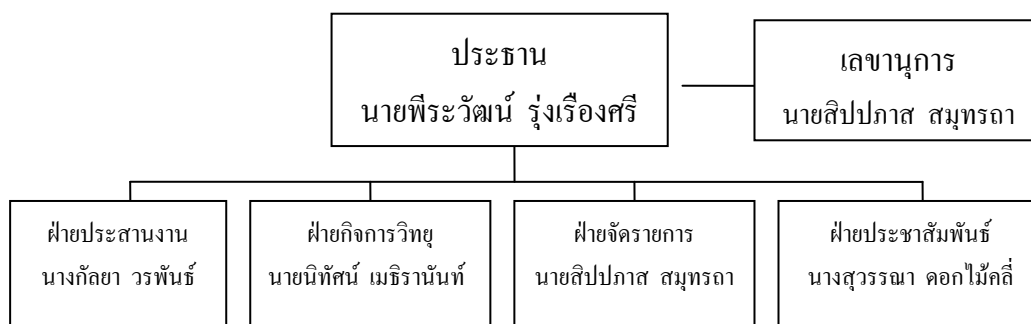 ประธาน
นายพีระวัฒน์ รุ่งเรืองศรี
เลขานุการ
นายสิปปภาส สมุทรถา
ฝ่ายประสานงาน
นางกัลยา วรพันธ์
ฝ่ายกิจการวิทยุ
นายนิทัศน์ เมธิรานันท์
ฝ่ายจัดรายการ
นายสิปปภาส สมุทรถา
ฝ่ายประชาสัมพันธ์
นางสุวรรณา ดอกไม้คลี่